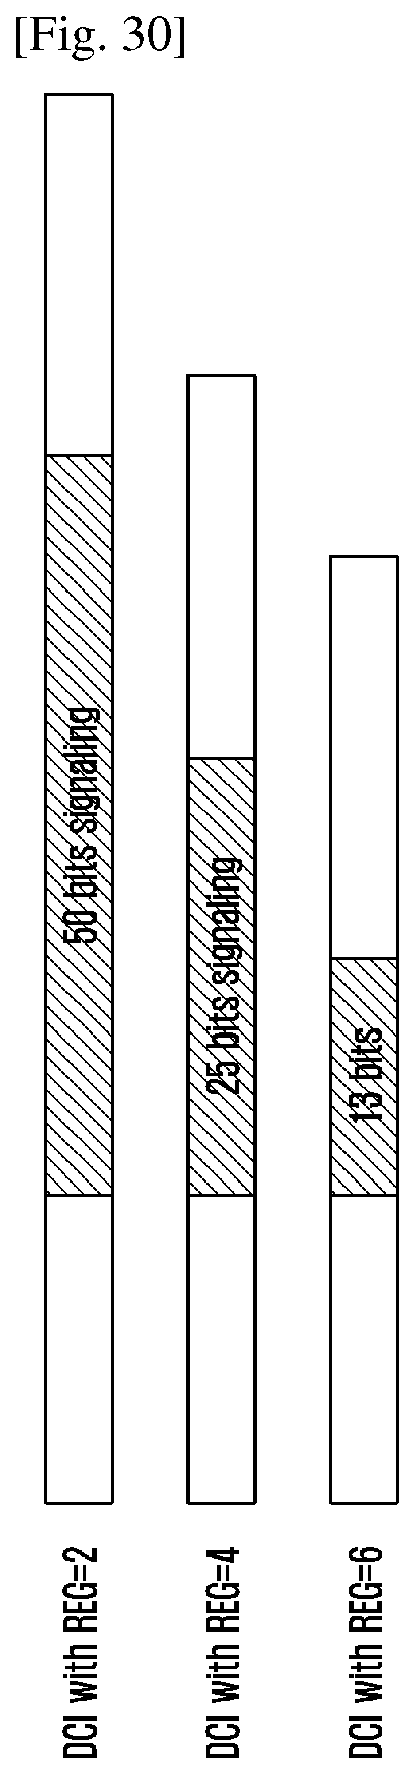 [Fig. 30]
50 bits signaling
25 bits signaling
13 bits
DCI with REG=2
DCI with REG=4
DCI with REG=6